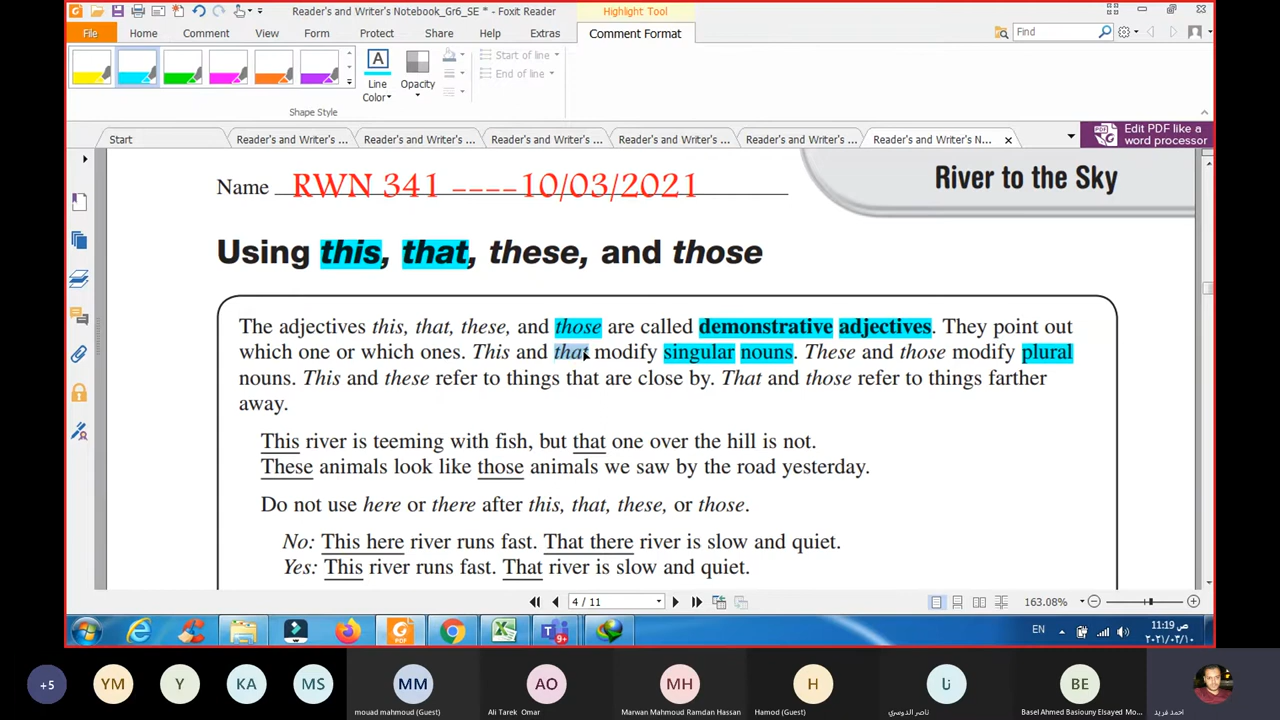 Reader's and Writer's Notebook_Gr6_SE * - Foxit Reader
Highlight Tool
File Home Comment View Form Protect Share Help Extras Comment Format
Find
A
Line Color
Opacity
Start of line
End of line
Shape Style
Start
Reader's and Writer's ...
Reader's and Writer's ...
Reader's and Writer's ...
Reader's and Writer's ...
Reader's and Writer's ...
Reader's and Writer's N...
Edit PDF like a word processor
Name RWN 341 ----10/03/2021
River to the Sky
Using this, that, these, and those
The adjectives this, that, these, and those are called demonstrative adjectives. They point out
which one or which ones. This and that modify singular nouns. These and those modify plural
nouns. This and these refer to things that are close by. That and those refer to things farther
away.
This river is teeming with fish, but that one over the hill is not.
These animals look like those animals we saw by the road yesterday.
Do not use here or there after this, that, these, or those.
No: This here river runs fast. That there river is slow and quiet.
Yes: This river runs fast. That river is slow and quiet.
4 / 11
163.08%
9+
EN
11:19 ص
٢٠٢١/٠٣/١٠
+5 YM Y KA MS MM AO MH H نا BE
mouad mahmoud (Guest)
Ali Tarek Omar
Marwan Mahmoud Ramdan Hassan
Hamod (Guest)
ناصر الدوسري
Basel Ahmed Basiouny Elsayed Mo...
احمد فريد